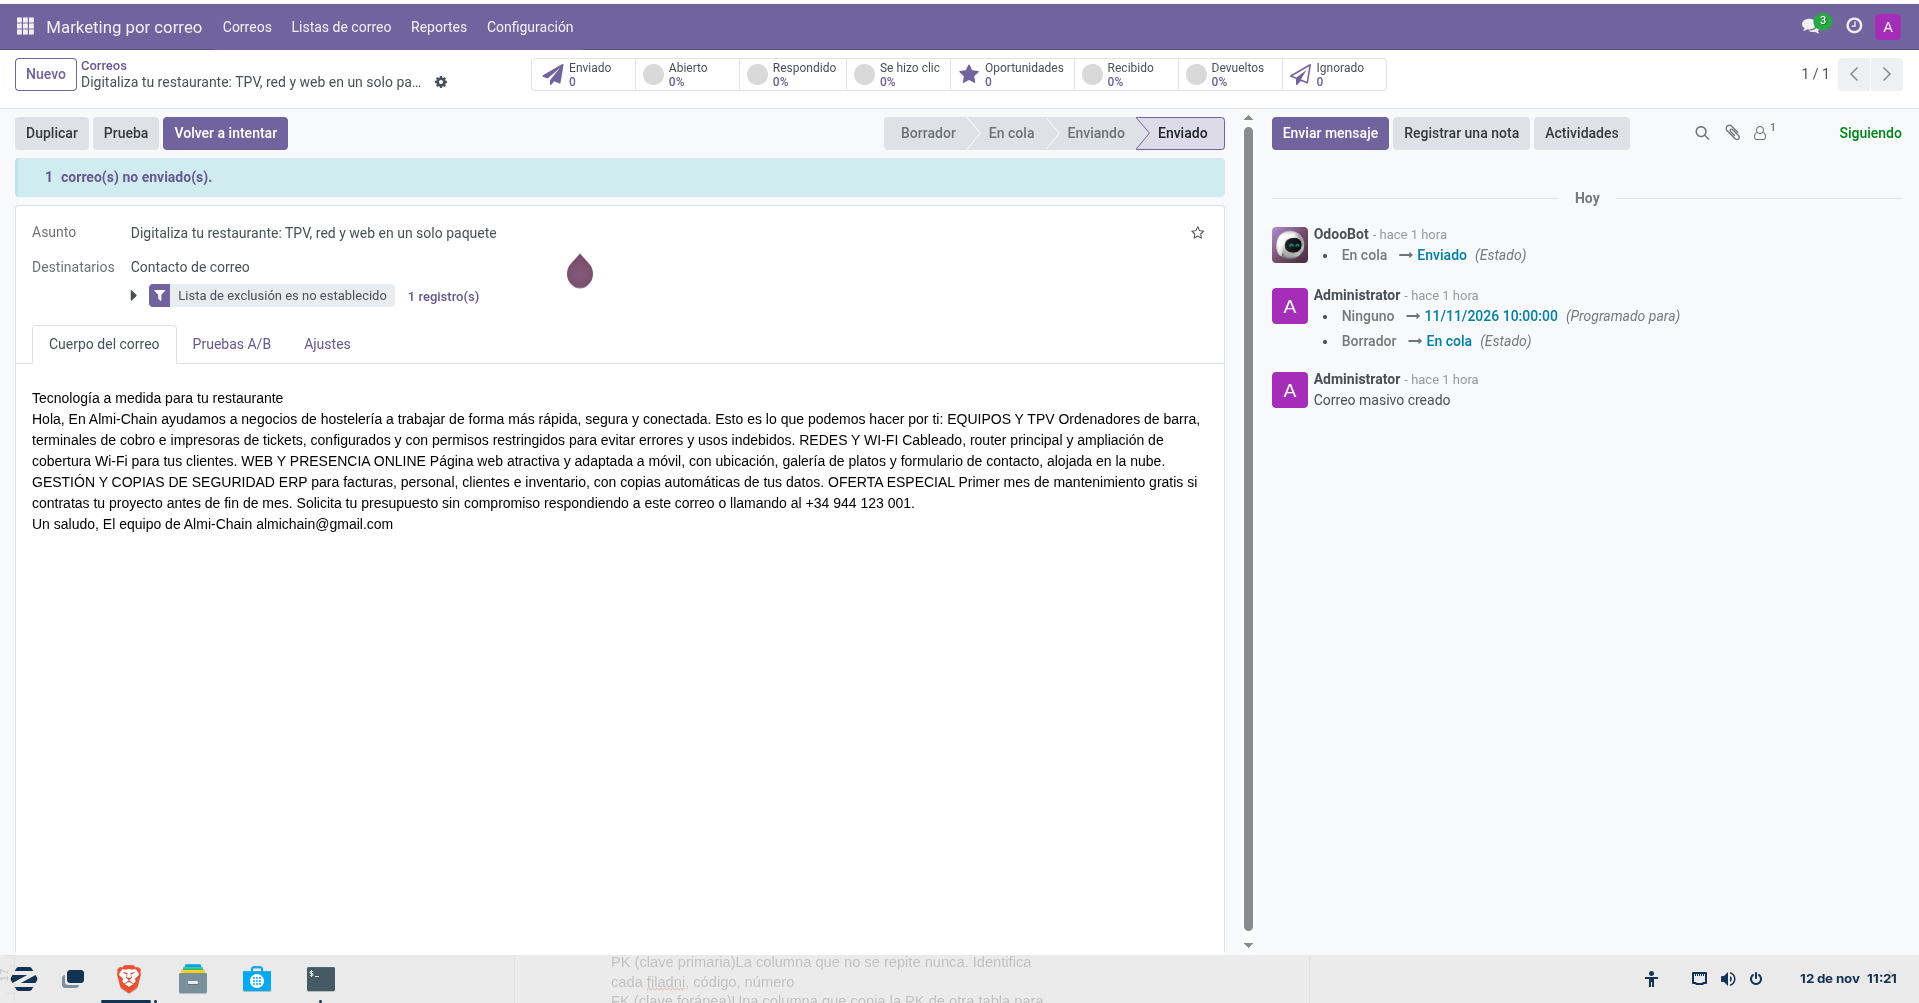 Marketing por correo Correos Listas de correo Reportes Configuración 3 A
Nuevo
Correos
Digitaliza tu restaurante: TPV, red y web en un solo pa...
Enviado
0
Abierto
0%
Respondido
0%
Se hizo clic
0%
Oportunidades
0
Recibido
0%
Devueltos
0%
Ignorado
0
1 / 1
Duplicar Prueba Volver a intentar
Borrador En cola Enviando Enviado
Enviar mensaje Registrar una nota Actividades 1 Siguiendo
1 correo(s) no enviado(s).
Asunto Digitaliza tu restaurante: TPV, red y web en un solo paquete
Destinatarios Contacto de correo
Lista de exclusión es no establecido 1 registro(s)
Cuerpo del correo Pruebas A/B Ajustes
Tecnología a medida para tu restaurante
Hola, En Almi-Chain ayudamos a negocios de hostelería a trabajar de forma más rápida, segura y conectada. Esto es lo que podemos hacer por ti: EQUIPOS Y TPV Ordenadores de barra,
terminales de cobro e impresoras de tickets, configurados y con permisos restringidos para evitar errores y usos indebidos. REDES Y WI-FI Cableado, router principal y ampliación de
cobertura Wi-Fi para tus clientes. WEB Y PRESENCIA ONLINE Página web atractiva y adaptada a móvil, con ubicación, galería de platos y formulario de contacto, alojada en la nube.
GESTIÓN Y COPIAS DE SEGURIDAD ERP para facturas, personal, clientes e inventario, con copias automáticas de tus datos. OFERTA ESPECIAL Primer mes de mantenimiento gratis si
contratas tu proyecto antes de fin de mes. Solicita tu presupuesto sin compromiso respondiendo a este correo o llamando al +34 944 123 001.
Un saludo, El equipo de Almi-Chain almichain@gmail.com
Hoy
OdooBot - hace 1 hora
• En cola → Enviado (Estado)
A
Administrator - hace 1 hora
• Ninguno → 11/11/2026 10:00:00 (Programado para)
• Borrador → En cola (Estado)
A
Administrator - hace 1 hora
Correo masivo creado
PK (clave primaria)La columna que no se repite nunca. Identifica
cada filadni, código, número
FK (clave foránea)Una columna que copia la PK de otra tabla para
$_
12 de nov 11:21